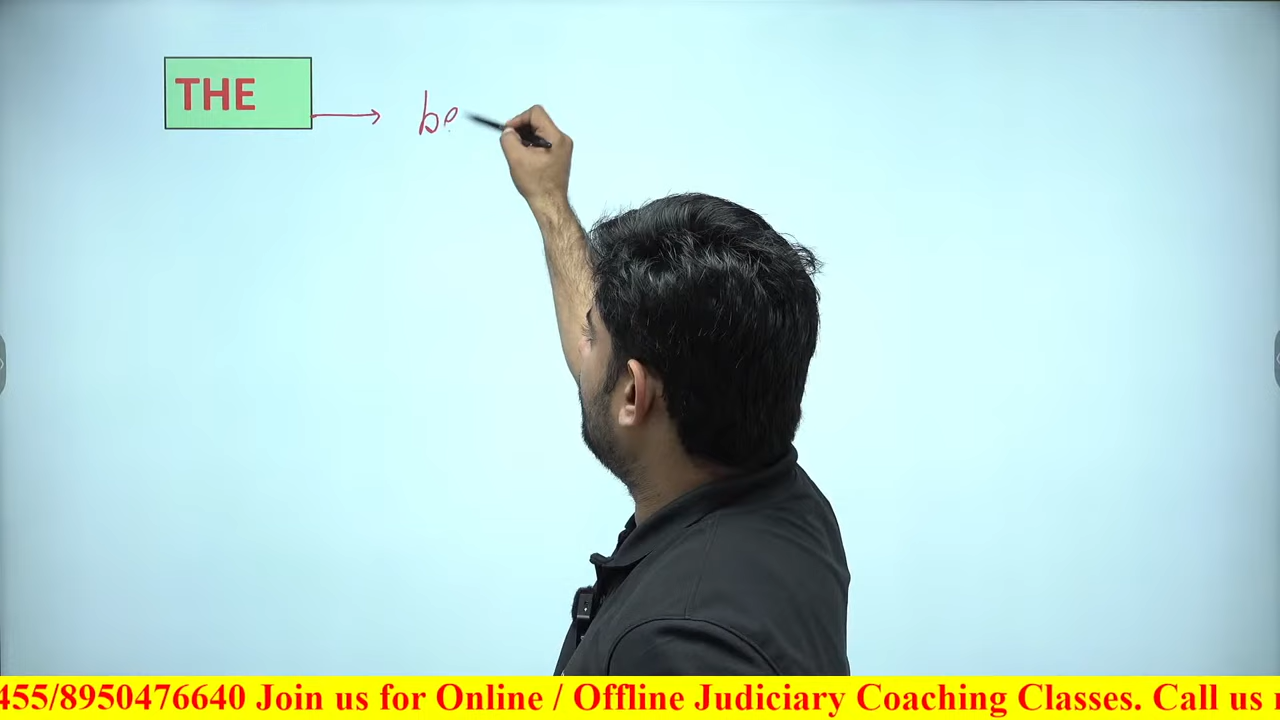 THE
be
455/8950476640 Join us for Online / Offline Judiciary Coaching Classes. Call us